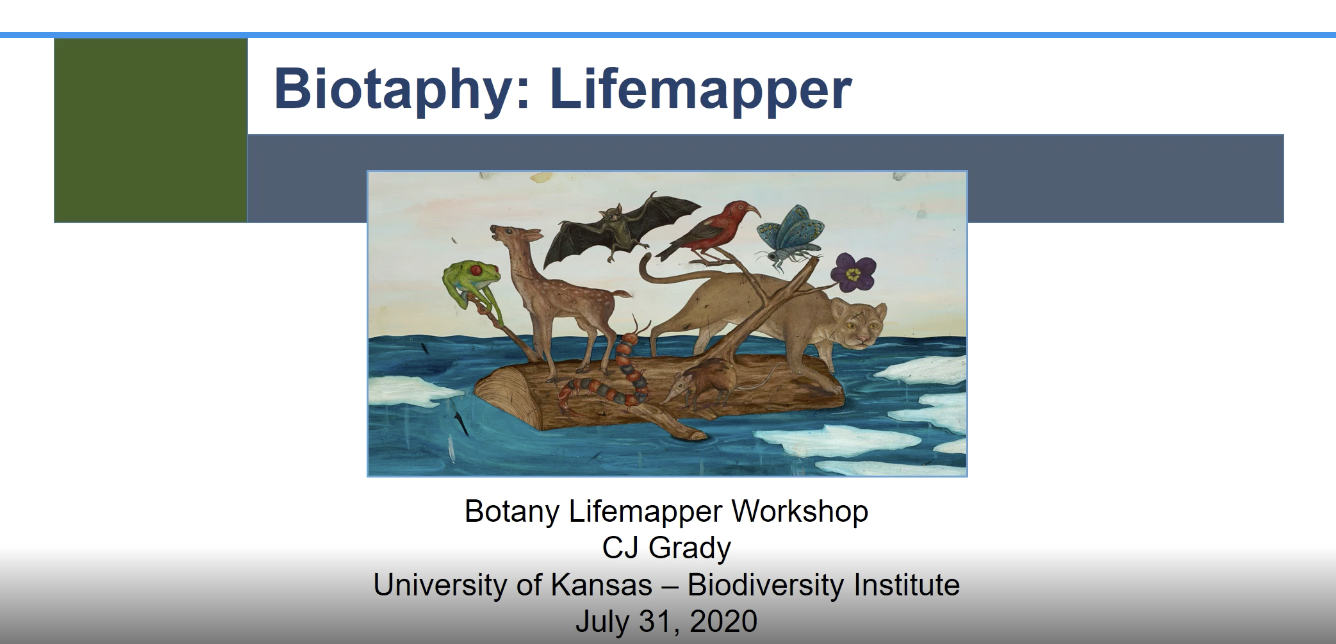 Biotaphy: Lifemapper
Botany Lifemapper Workshop
CJ Grady
University of Kansas – Biodiversity Institute
July 31, 2020